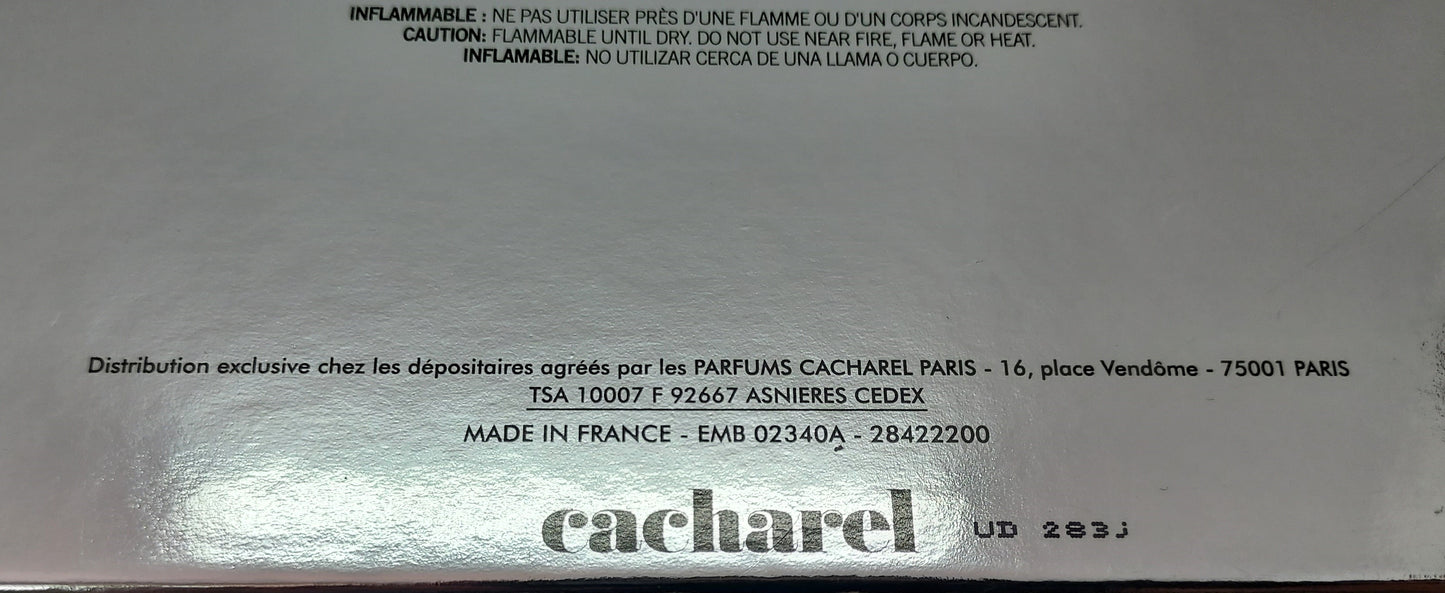 INFLAMMABLE : NE PAS UTILISER PRÈS D'UNE FLAMME OU D'UN CORPS INCANDESCENT.
CAUTION: FLAMMABLE UNTIL DRY. DO NOT USE NEAR FIRE, FLAME OR HEAT.
INFLAMABLE: NO UTILIZAR CERCA DE UNA LLAMA O CUERPO.
Distribution exclusive chez les dépositaires agréés par les PARFUMS CACHAREL PARIS - 16, place Vendôme - 75001 PARIS
TSA 10007 F 92667 ASNIERES CEDEX
MADE IN FRANCE - EMB 02340A - 28422200
cacharel UD 283j